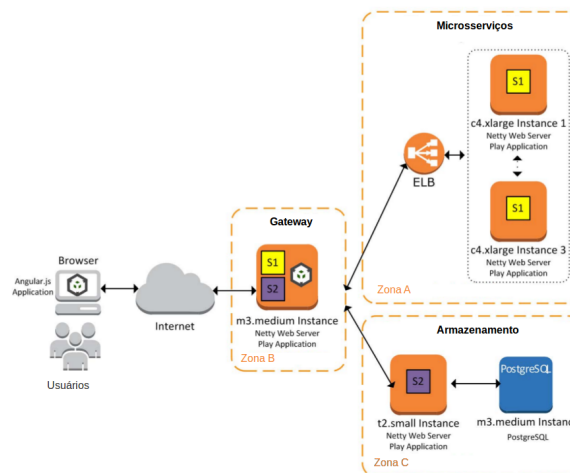 Microsserviços
S1
c4.xlarge Instance 1
Netty Web Server
Play Application
ELB
S1
c4.xlarge Instance 3
Netty Web Server
Play Application
Zona A
Gateway
S1
S2
m3.medium Instance
Netty Web Server
Play Application
Zona B
Browser
Angular.js
Application
Internet
Usuários
Armazenamento
S2
t2.small Instance
Netty Web Server
Play Application
PostgreSQL
m3.medium Instanc
PostgreSQL
Zona C